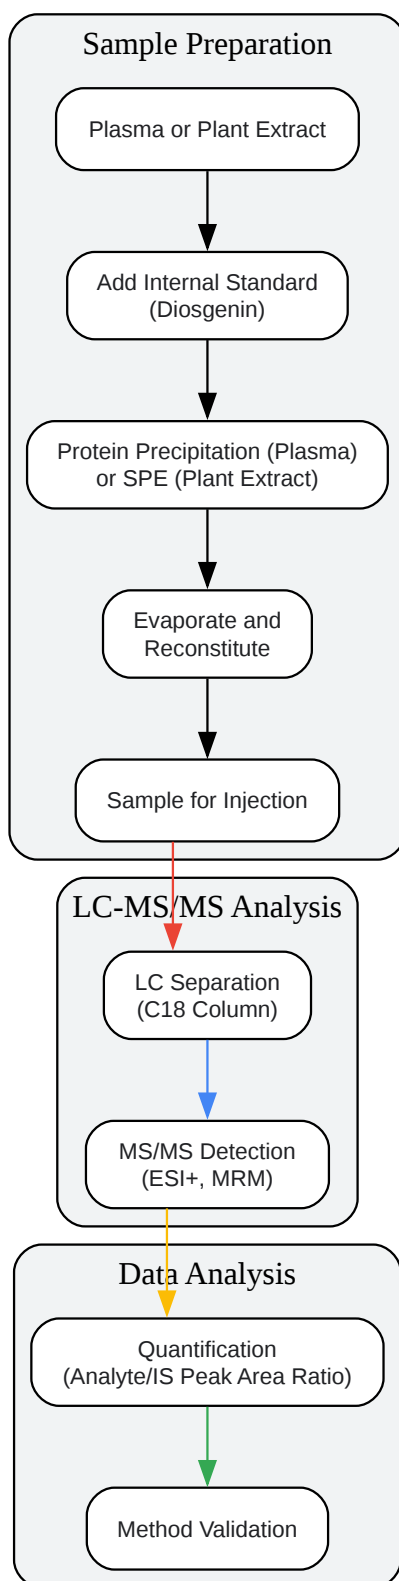 Sample Preparation
Plasma or Plant Extract
Add Internal Standard
(Diosgenin)
Protein Precipitation (Plasma)
or SPE (Plant Extract)
Evaporate and
Reconstitute
Sample for Injection
LC-MS/MS Analysis
LC Separation
(C18 Column)
MS/MS Detection
(ESI+, MRM)
Data Analysis
Quantification
(Analyte/IS Peak Area Ratio)
Method Validation